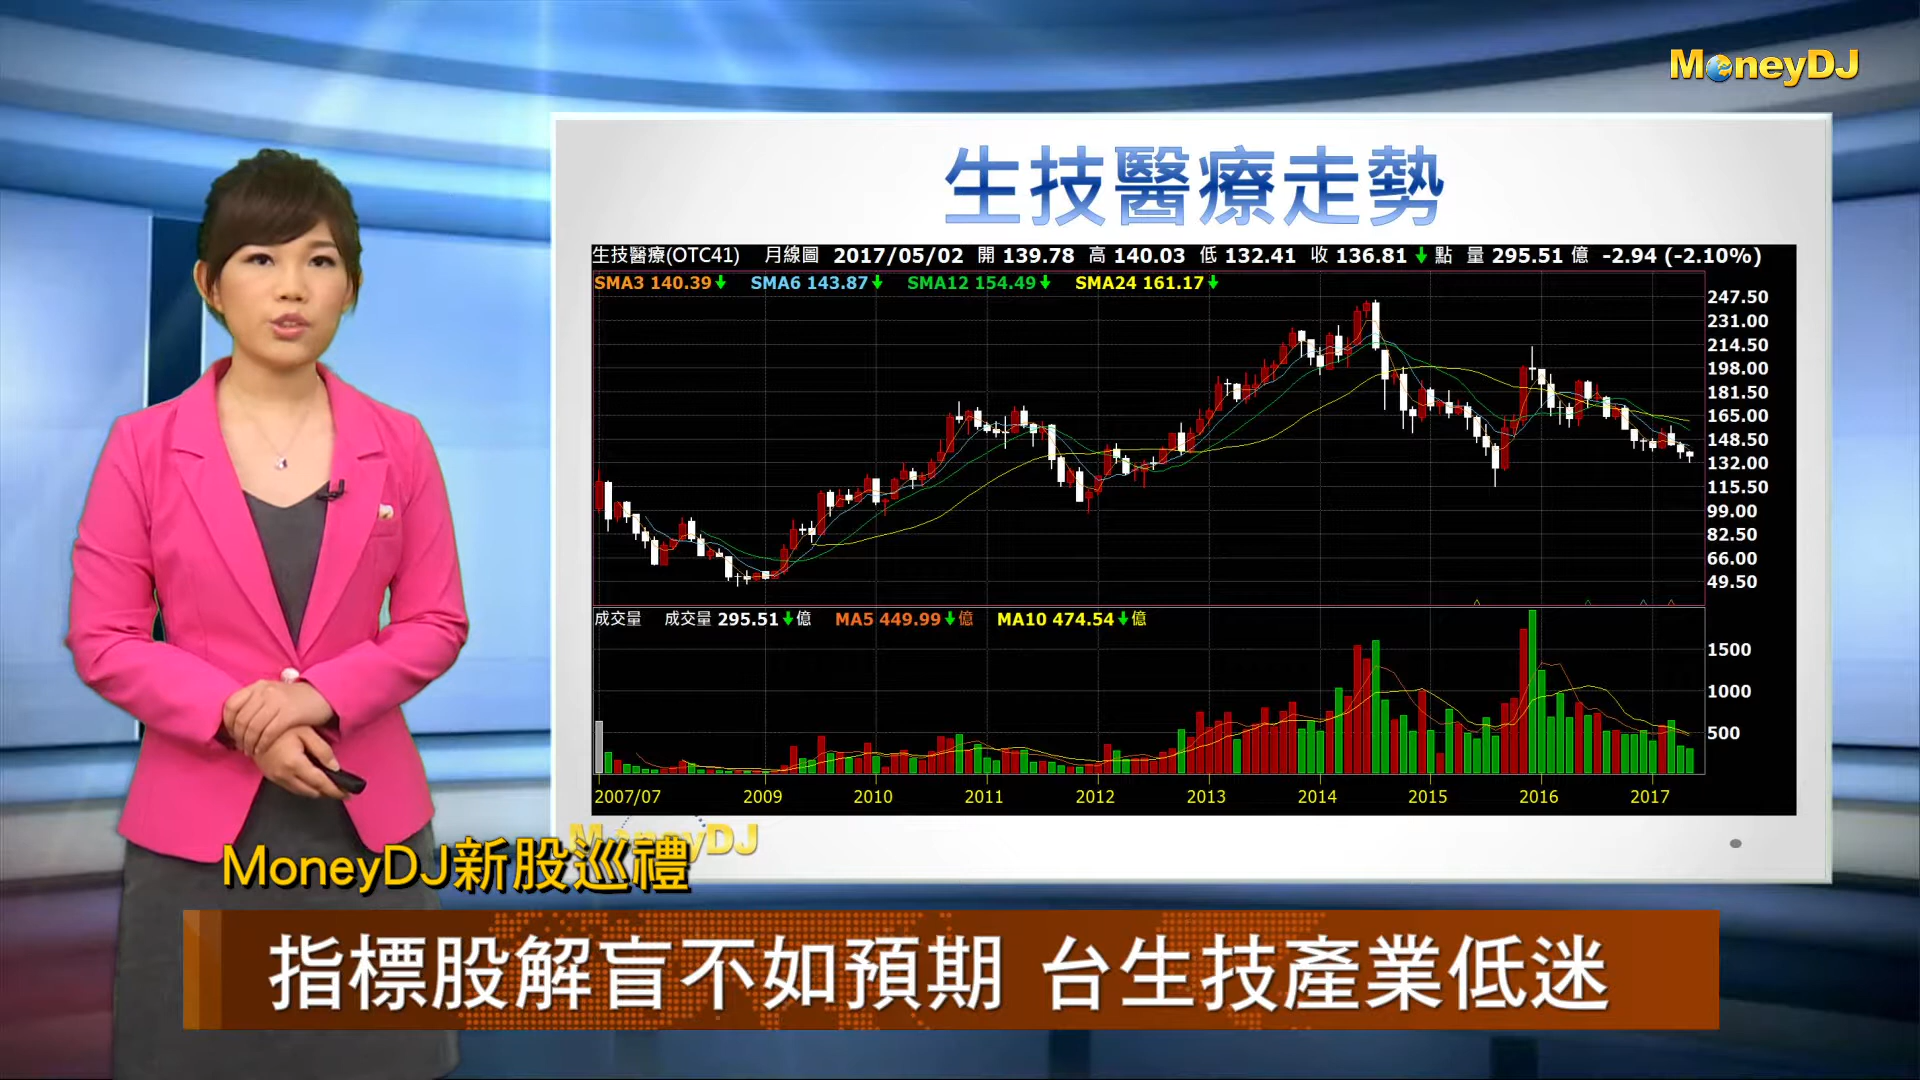 MoneyDJ
生技醫療走勢
生技醫療(OTC41) 月線圖 2017/05/02 開 139.78 高 140.03 低 132.41 收 136.81↓ 點 量 295.51 億 -2.94 (-2.10%)
SMA3 140.39↓ SMA6 143.87↓ SMA12 154.49↓ SMA24 161.17↓
247.50
231.00
214.50
198.00
181.50
165.00
148.50
132.00
115.50
99.00
82.50
66.00
49.50
成交量 成交量 295.51↓億 MA5 449.99↓億 MA10 474.54↓億
1500
1000
500
2007/07 2009 2010 2011 2012 2013 2014 2015 2016 2017
MoneyDJ
MoneyDJ新股巡禮
指標股解盲不如預期 台生技產業低迷